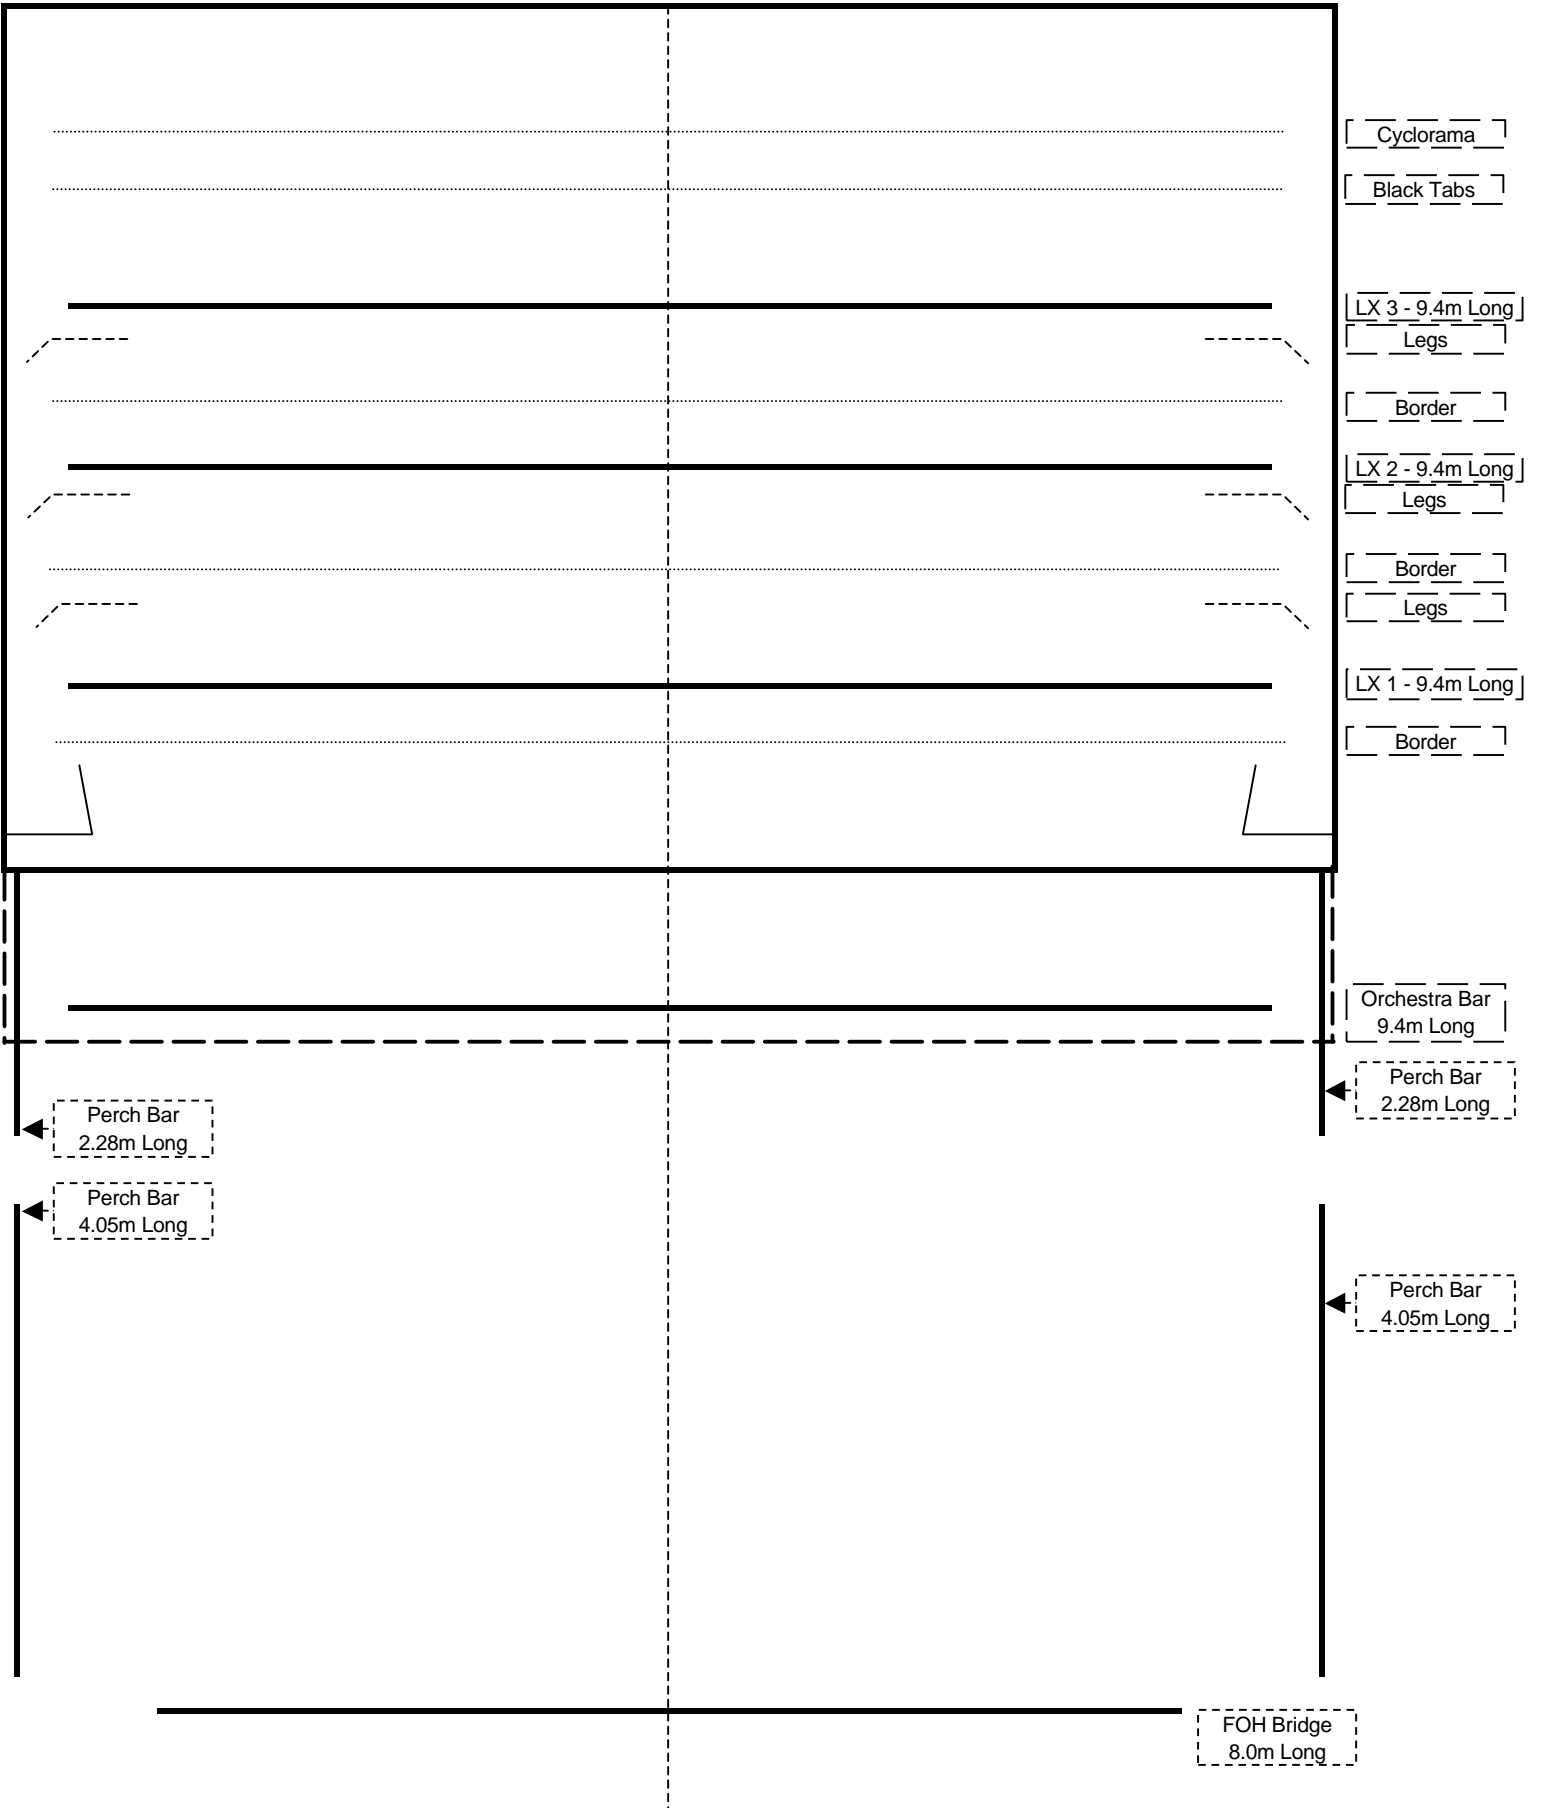 Cyclorama
Black Tabs
LX 3 - 9.4m Long
Legs
Border
LX 2 - 9.4m Long
Legs
Border
Legs
LX 1 - 9.4m Long
Border
Orchestra Bar
9.4m Long
Perch Bar
2.28m Long
Perch Bar
2.28m Long
Perch Bar
4.05m Long
Perch Bar
4.05m Long
FOH Bridge
8.0m Long